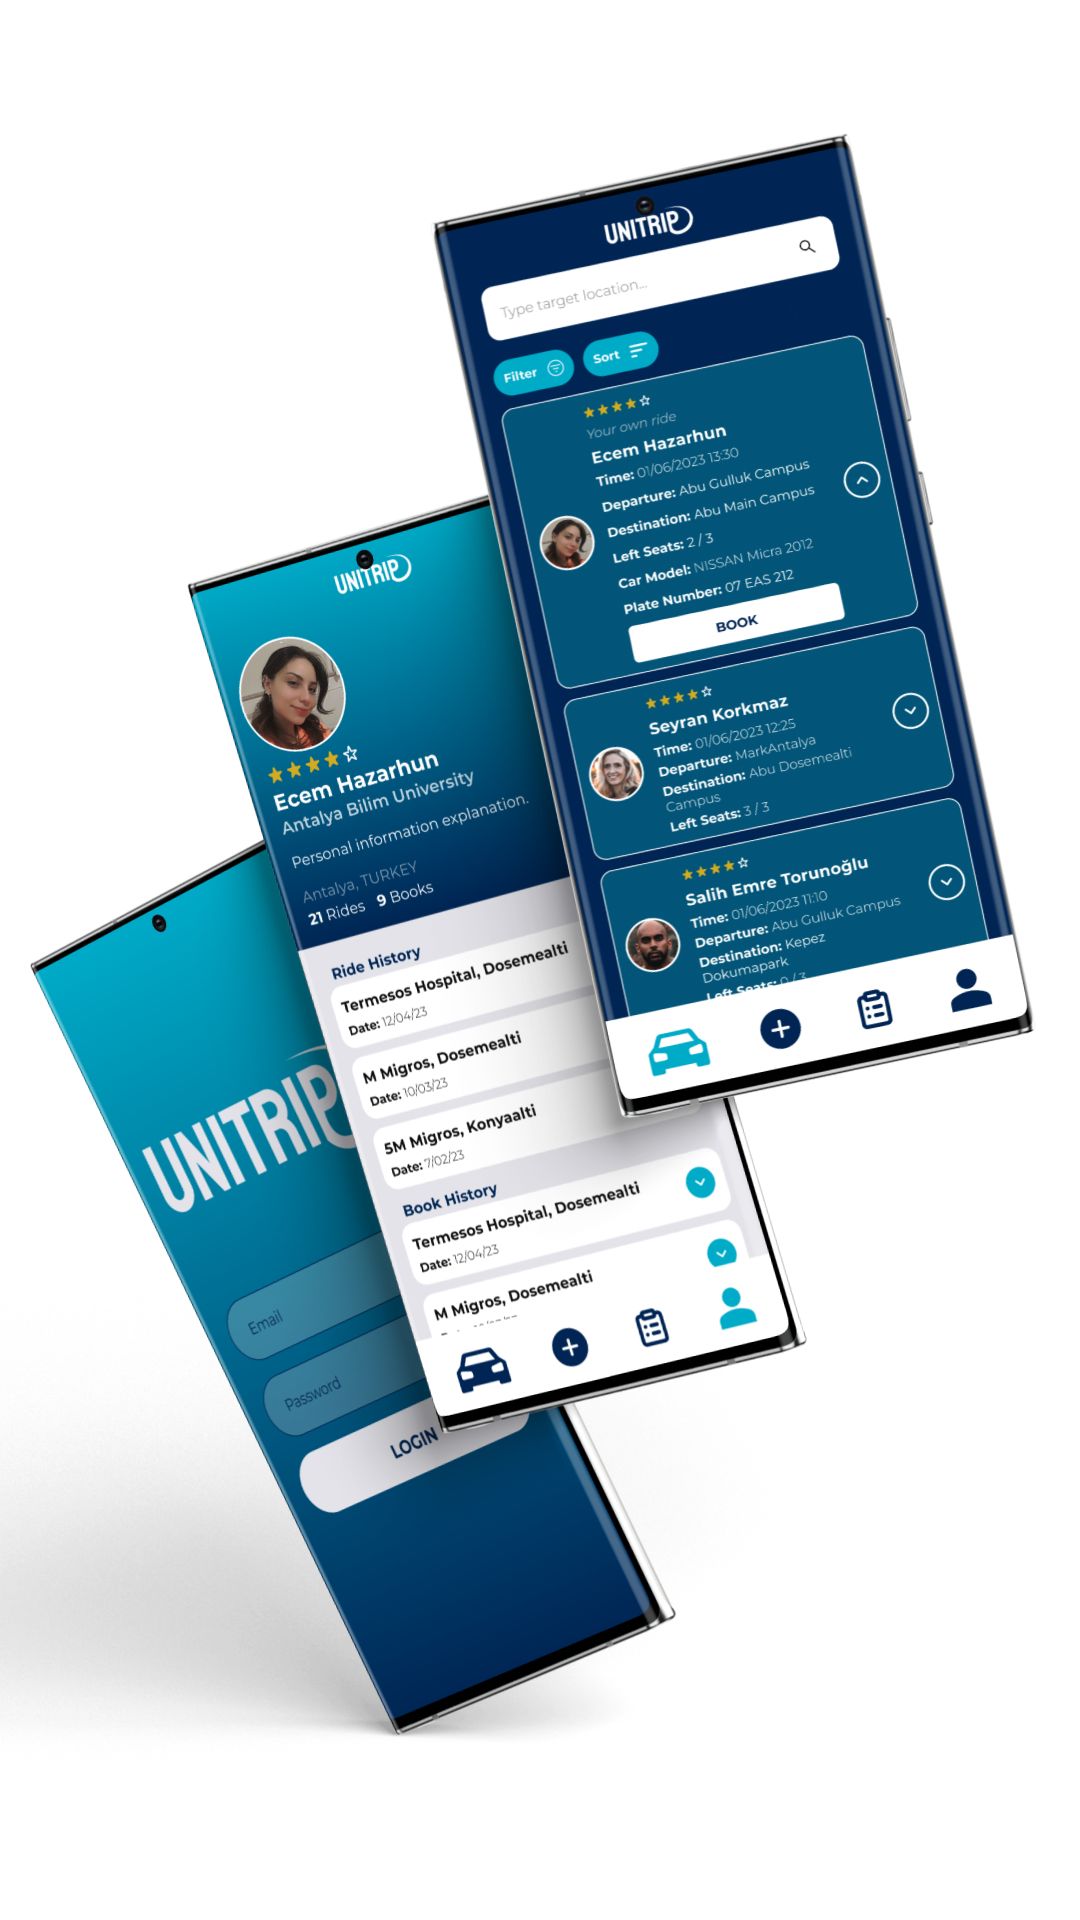 UNITRIP
Type target location...
Filter
Sort
Your own ride
Ecem Hazarhun
Time: 01/06/2023 13:30
Departure: Abu Gulluk Campus
Destination: Abu Main Campus
Left Seats: 2 / 3
Car Model: NISSAN Micra 2012
Plate Number: 07 EAS 212
BOOK
Seyran Korkmaz
Time: 01/06/2023 12:25
Departure: MarkAntalya
Destination: Abu Dosemealti
Campus
Left Seats: 3 / 3
Salih Emre Torunoğlu
Time: 01/06/2023 11:10
Departure: Abu Gulluk Campus
Destination: Kepez
Dokumapark
Left Seats: 0 / 3
UNITRIP
Ecem Hazarhun
Antalya Bilim University
Personal information explanation.
Antalya, TURKEY
21 Rides 9 Books
Ride History
Termesos Hospital, Dosemealti
Date: 12/04/23
M Migros, Dosemealti
Date: 10/03/23
5M Migros, Konyaalti
Date: 7/02/23
Book History
Termesos Hospital, Dosemealti
Date: 12/04/23
M Migros, Dosemealti
UNITRIP
Email
Password
LOGIN